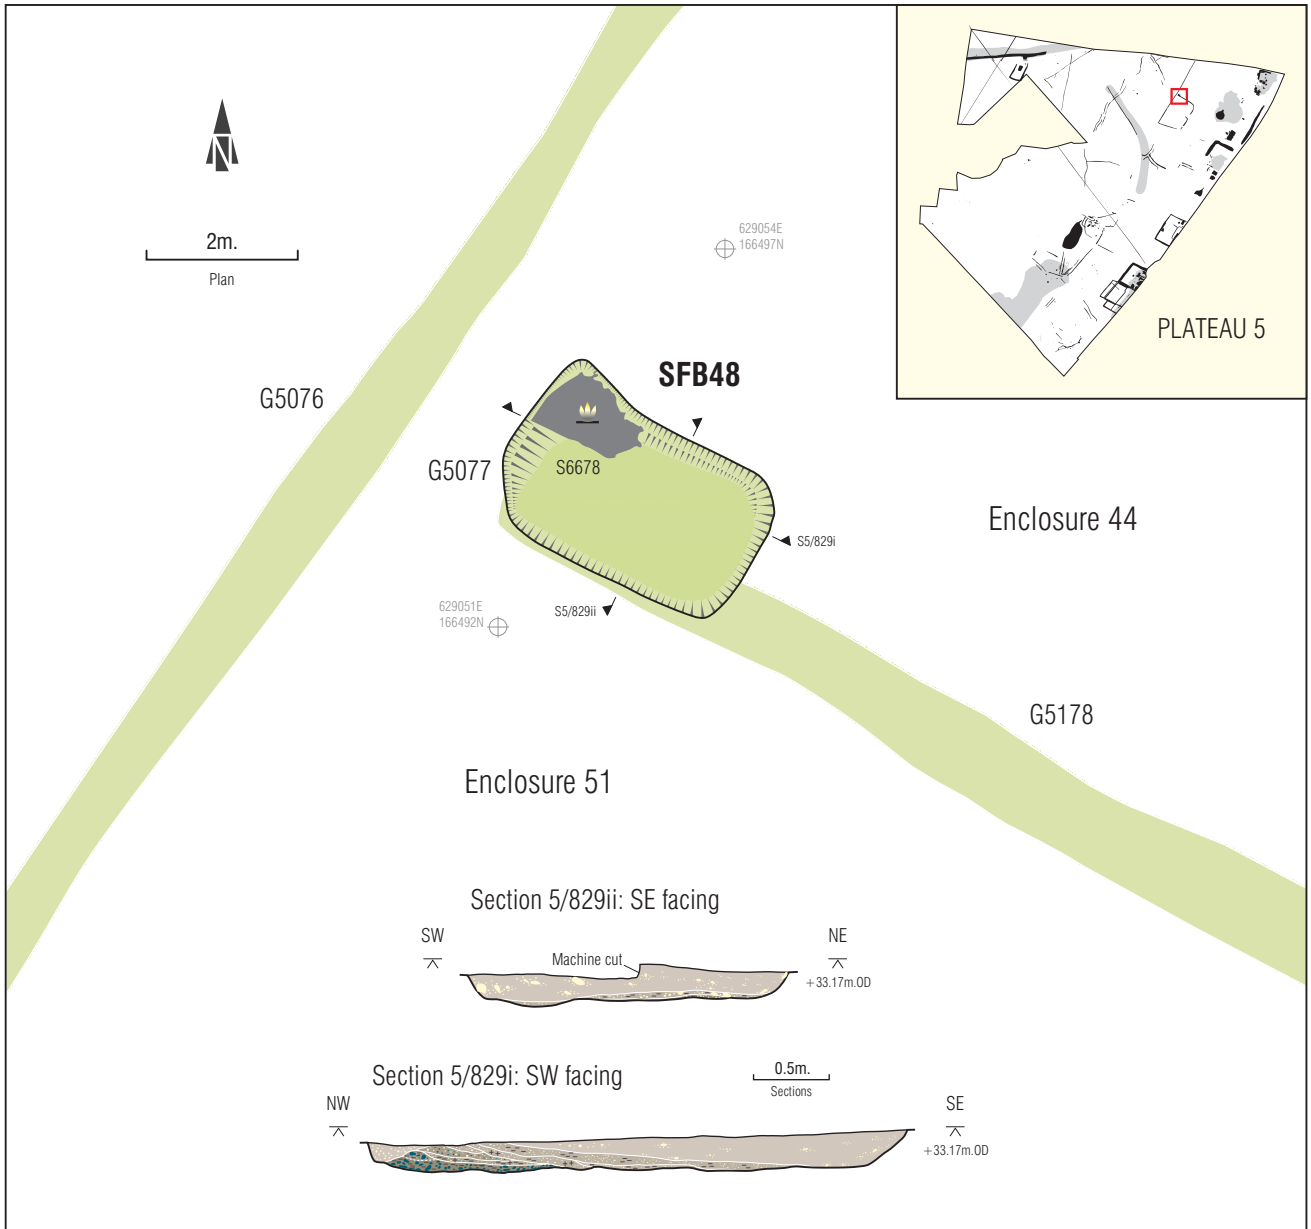 N
2m.
Plan
629054E
166497N
PLATEAU 5
SFB48
G5076
G5077
S6678
Enclosure 44
S5/829i
629051E
166492N
S5/829ii
G5178
Enclosure 51
Section 5/829ii: SE facing
SW
NE
Machine cut
+33.17m.OD
Section 5/829i: SW facing
0.5m.
Sections
NW
SE
+33.17m.OD